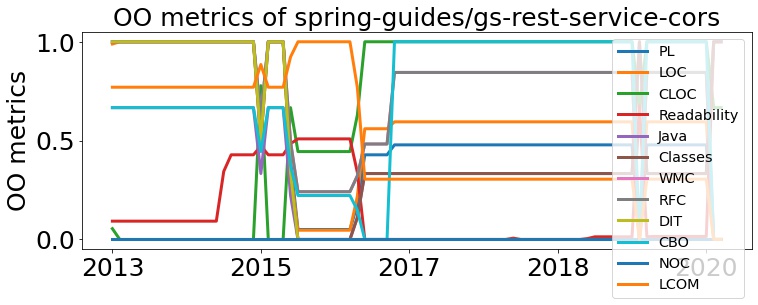 OO metrics of spring-guides/gs-rest-service-cors
OO metrics
1.0
0.5
0.0
2013
2015
2017
2018
2020
PL
LOC
CLOC
Readability
Java
Classes
WMC
RFC
DIT
CBO
NOC
LCOM